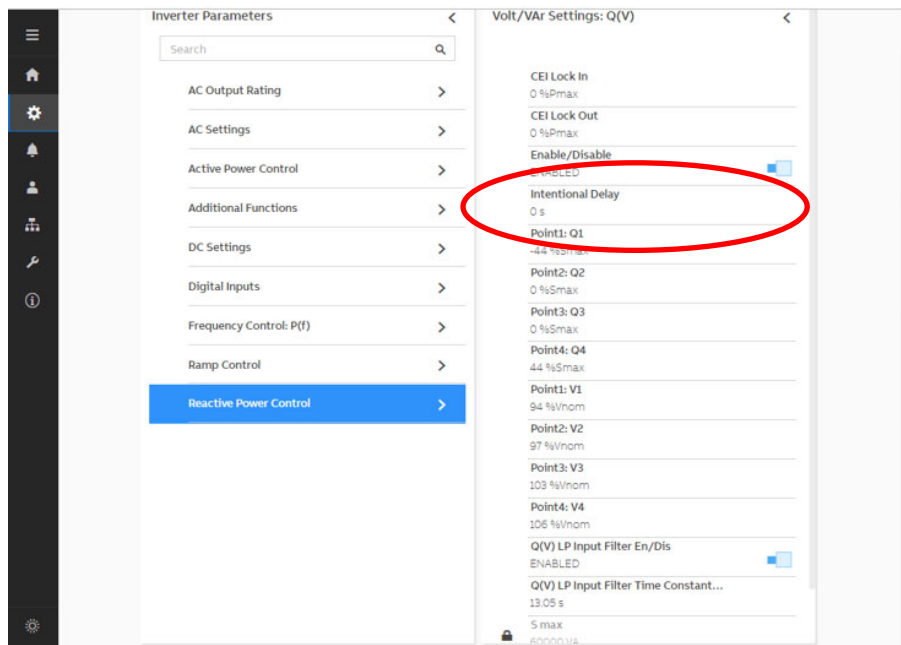 Inverter Parameters
Search
AC Output Rating
AC Settings
Active Power Control
Additional Functions
DC Settings
Digital Inputs
Frequency Control: P(f)
Ramp Control
Reactive Power Control
Volt/VAr Settings: Q(V)
CEI Lock In
0 %Pmax
CEI Lock Out
0 %Pmax
Enable/Disable
ENABLED
Intentional Delay
0 s
Point1: Q1
-44 %Smax
Point2: Q2
0 %Smax
Point3: Q3
0 %Smax
Point4: Q4
44 %Smax
Point1: V1
94 %Vnom
Point2: V2
97 %Vnom
Point3: V3
103 %Vnom
Point4: V4
106 %Vnom
Q(V) LP Input Filter En/Dis
ENABLED
Q(V) LP Input Filter Time Constant...
13.05 s
S max
60000 VA